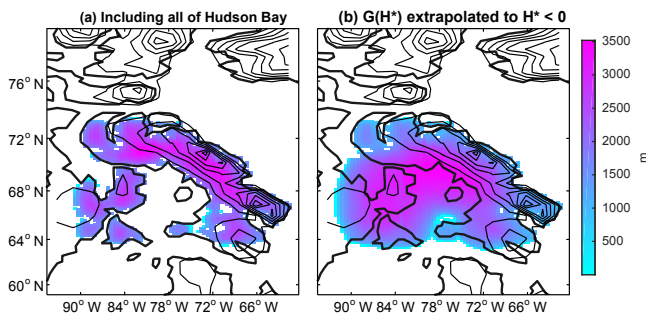 (a) Including all of Hudson Bay
(b) G(H*) extrapolated to H* < 0
76° N
72° N
68° N
64° N
60° N
90° W 84° W 78° W 72° W 66° W
90° W 84° W 78° W 72° W 66° W
3500
3000
2500
2000
1500
1000
500
m